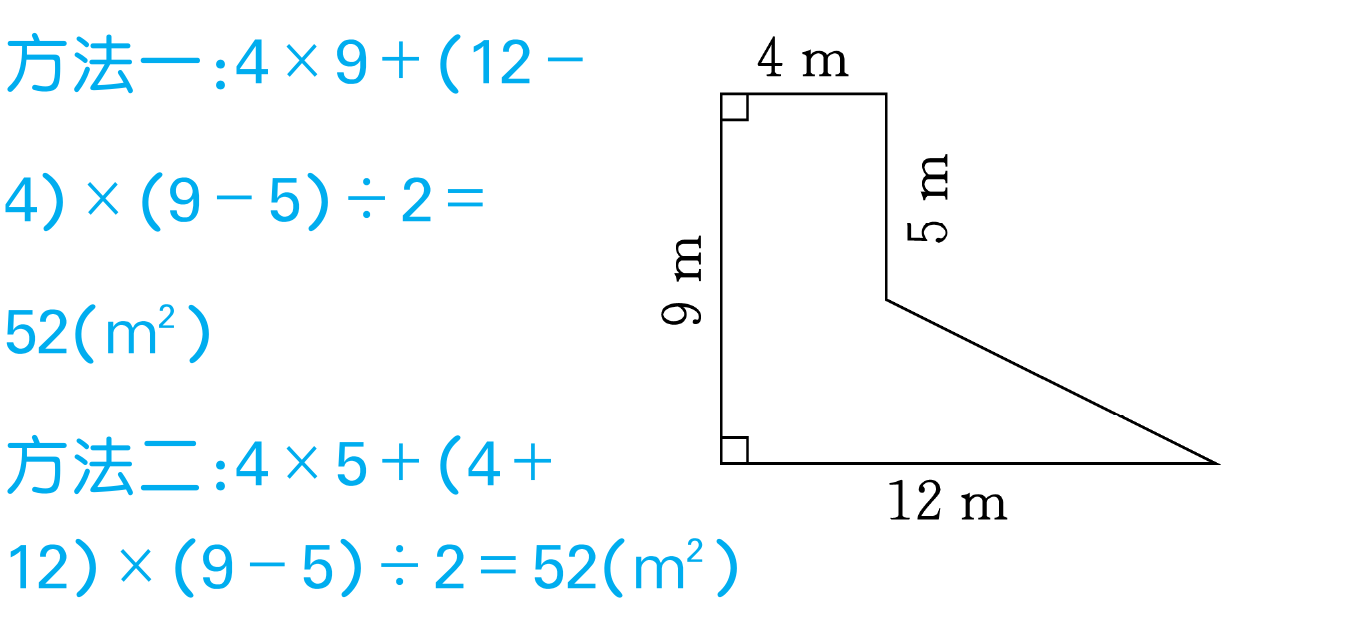 方法一:4×9+(12-
4)×(9-5)÷2=
52(m²)
方法二:4×5+(4+
12)×(9-5)÷2=52(m²)
4 m
5 m
9 m
12 m